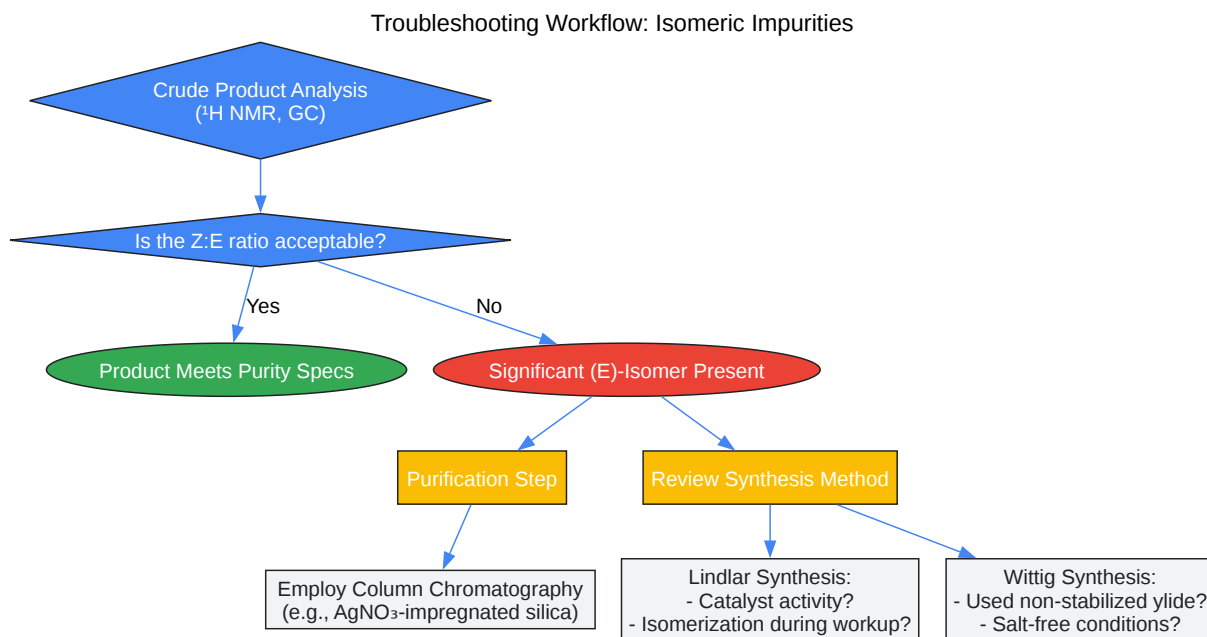 Troubleshooting Workflow: Isomeric Impurities
Crude Product Analysis
(¹H NMR, GC)
Is the Z:E ratio acceptable?
Yes
No
Product Meets Purity Specs
Significant (E)-Isomer Present
Purification Step
Review Synthesis Method
Employ Column Chromatography
(e.g., AgNO₃-impregnated silica)
Lindlar Synthesis:
- Catalyst activity?
- Isomerization during workup?
Wittig Synthesis:
- Used non-stabilized ylide?
- Salt-free conditions?